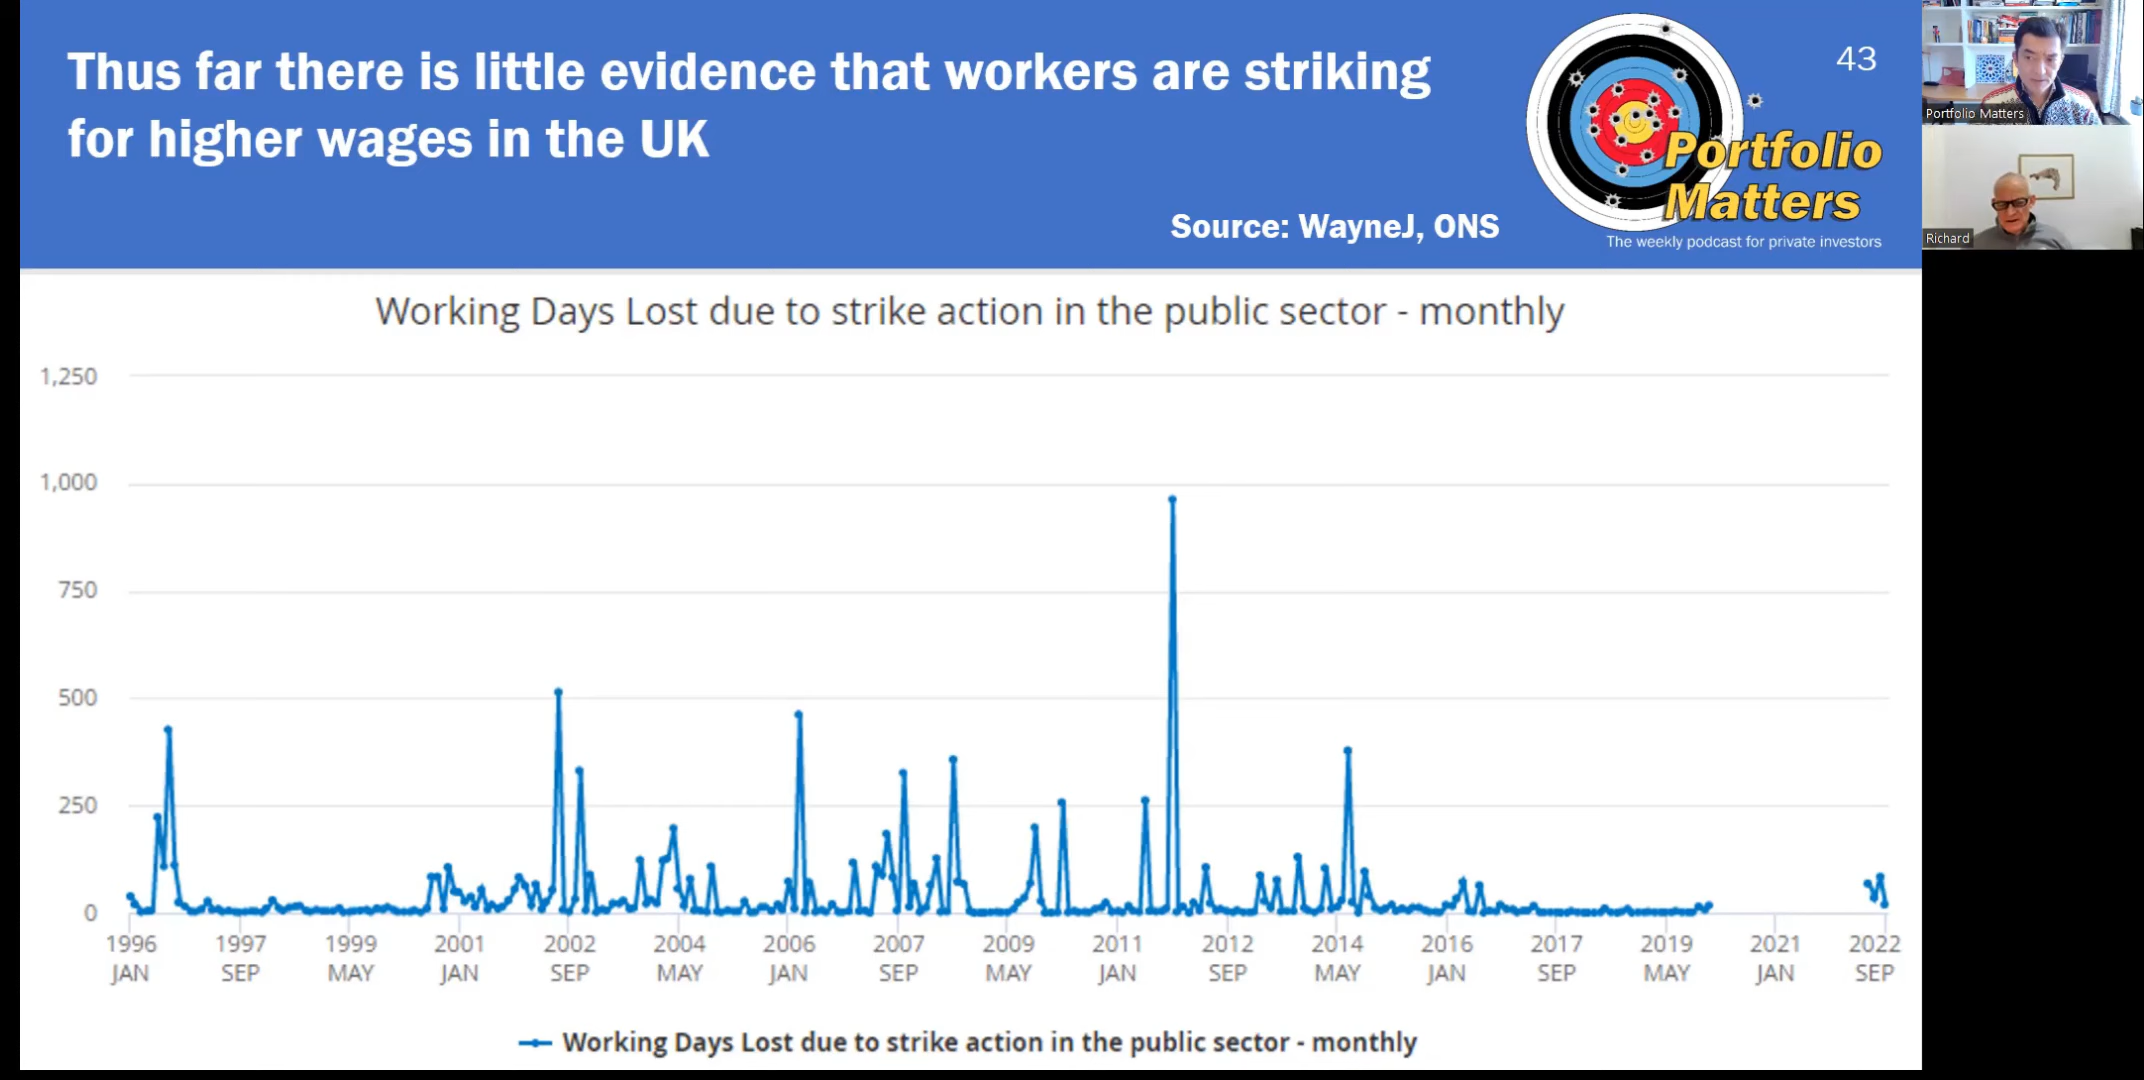 Thus far there is little evidence that workers are striking
for higher wages in the UK
Source: WayneJ, ONS
Portfolio
Matters
The weekly podcast for private investors
43
Portfolio Matters
Richard
Working Days Lost due to strike action in the public sector - monthly
1,250
1,000
750
500
250
0
1996 1997 1999 2001 2002 2004 2006 2007 2009 2011 2012 2014 2016 2017 2019 2021 2022
JAN SEP MAY JAN SEP MAY JAN SEP MAY JAN SEP MAY JAN SEP MAY JAN SEP
Working Days Lost due to strike action in the public sector - monthly